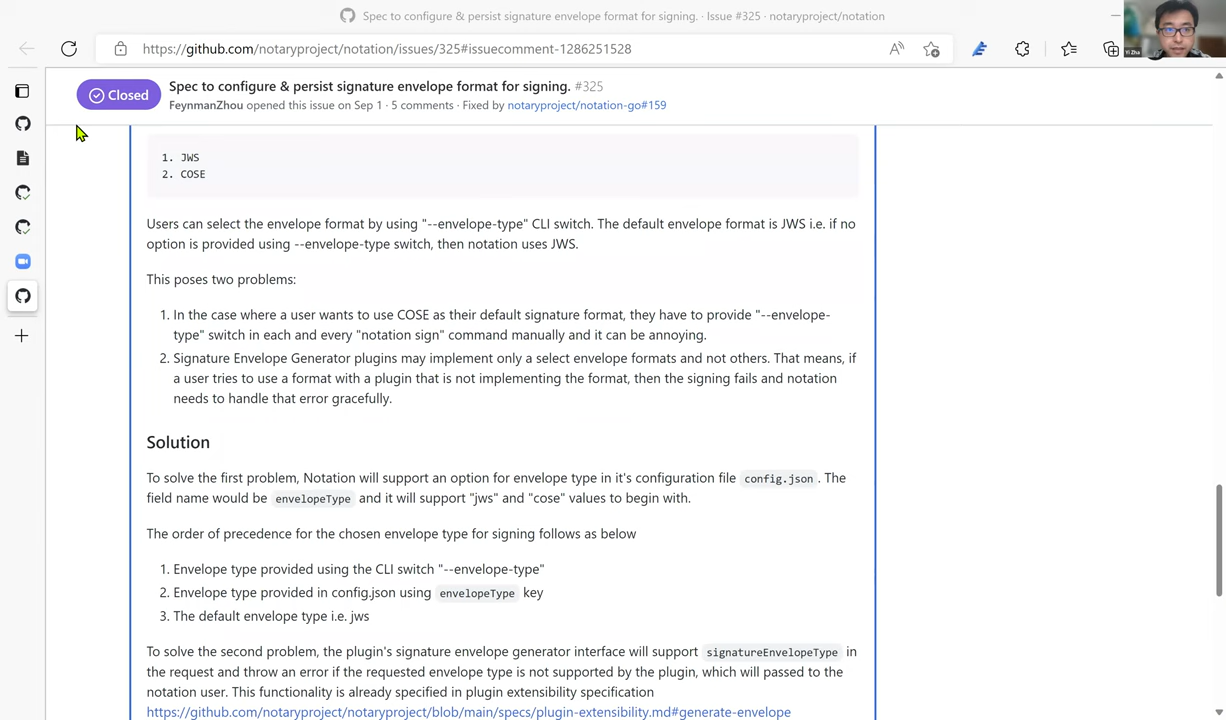 Spec to configure & persist signature envelope format for signing. · Issue #325 · notaryproject/notation
https://github.com/notaryproject/notation/issues/325#issuecomment-1286251528
Yi Zha
Closed
Spec to configure & persist signature envelope format for signing. #325
FeynmanZhou opened this issue on Sep 1 · 5 comments · Fixed by notaryproject/notation-go#159
1. JWS
2. COSE
Users can select the envelope format by using "--envelope-type" CLI switch. The default envelope format is JWS i.e. if no
option is provided using --envelope-type switch, then notation uses JWS.
This poses two problems:
1. In the case where a user wants to use COSE as their default signature format, they have to provide "--envelope-
type" switch in each and every "notation sign" command manually and it can be annoying.
2. Signature Envelope Generator plugins may implement only a select envelope formats and not others. That means, if
a user tries to use a format with a plugin that is not implementing the format, then the signing fails and notation
needs to handle that error gracefully.
Solution
To solve the first problem, Notation will support an option for envelope type in it's configuration file config.json. The
field name would be envelopeType and it will support "jws" and "cose" values to begin with.
The order of precedence for the chosen envelope type for signing follows as below
1. Envelope type provided using the CLI switch "--envelope-type"
2. Envelope type provided in config.json using envelopeType key
3. The default envelope type i.e. jws
To solve the second problem, the plugin's signature envelope generator interface will support signatureEnvelopeType in
the request and throw an error if the requested envelope type is not supported by the plugin, which will passed to the
notation user. This functionality is already specified in plugin extensibility specification
https://github.com/notaryproject/notaryproject/blob/main/specs/plugin-extensibility.md#generate-envelope